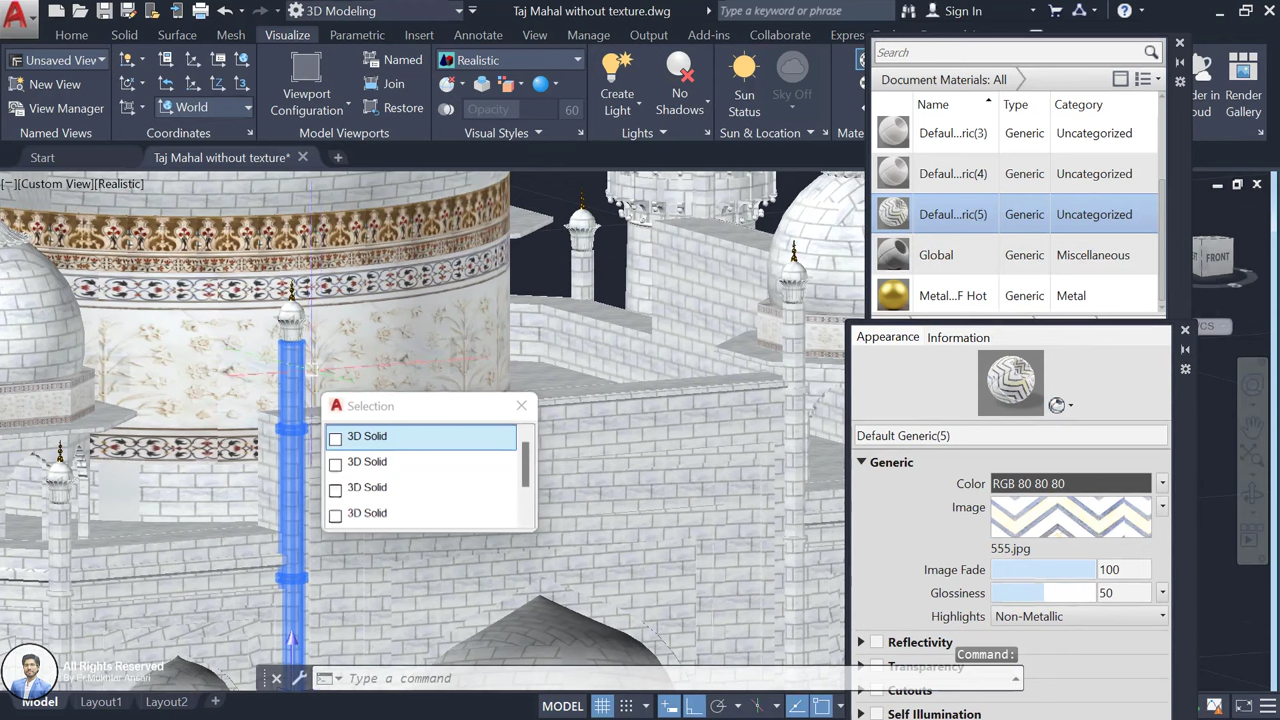 3D Modeling
Taj Mahal without texture.dwg
Type a keyword or phrase
Sign In
Home
Solid
Surface
Mesh
Visualize
Parametric
Insert
Annotate
View
Manage
Output
Add-ins
Collaborate
Unsaved View
New View
View Manager
Named Views
World
Coordinates
Viewport
Configuration
Named
Join
Restore
Model Viewports
Realistic
Opacity
60
Visual Styles
Create
Light
No
Shadows
Lights
Sun
Status
Sky Off
Sun & Location
Render
Gallery
Start
Taj Mahal without texture*
[−][Custom View][Realistic]
Search
Document Materials: All
Name
Type
Category
Defaul...ric(3)
Generic
Uncategorized
Defaul...ric(4)
Generic
Uncategorized
Defaul...ric(5)
Generic
Uncategorized
Global
Generic
Miscellaneous
Metal...F Hot
Generic
Metal
FRONT
Appearance
Information
Default Generic(5)
Generic
Color
RGB 80 80 80
Image
555.jpg
Image Fade
100
Glossiness
50
Highlights
Non-Metallic
Reflectivity
Transparency
Cutouts
Self Illumination
Selection
3D Solid
3D Solid
3D Solid
3D Solid
Command:
Type a command
All Rights Reserved
Model
Layout1
Layout2
MODEL